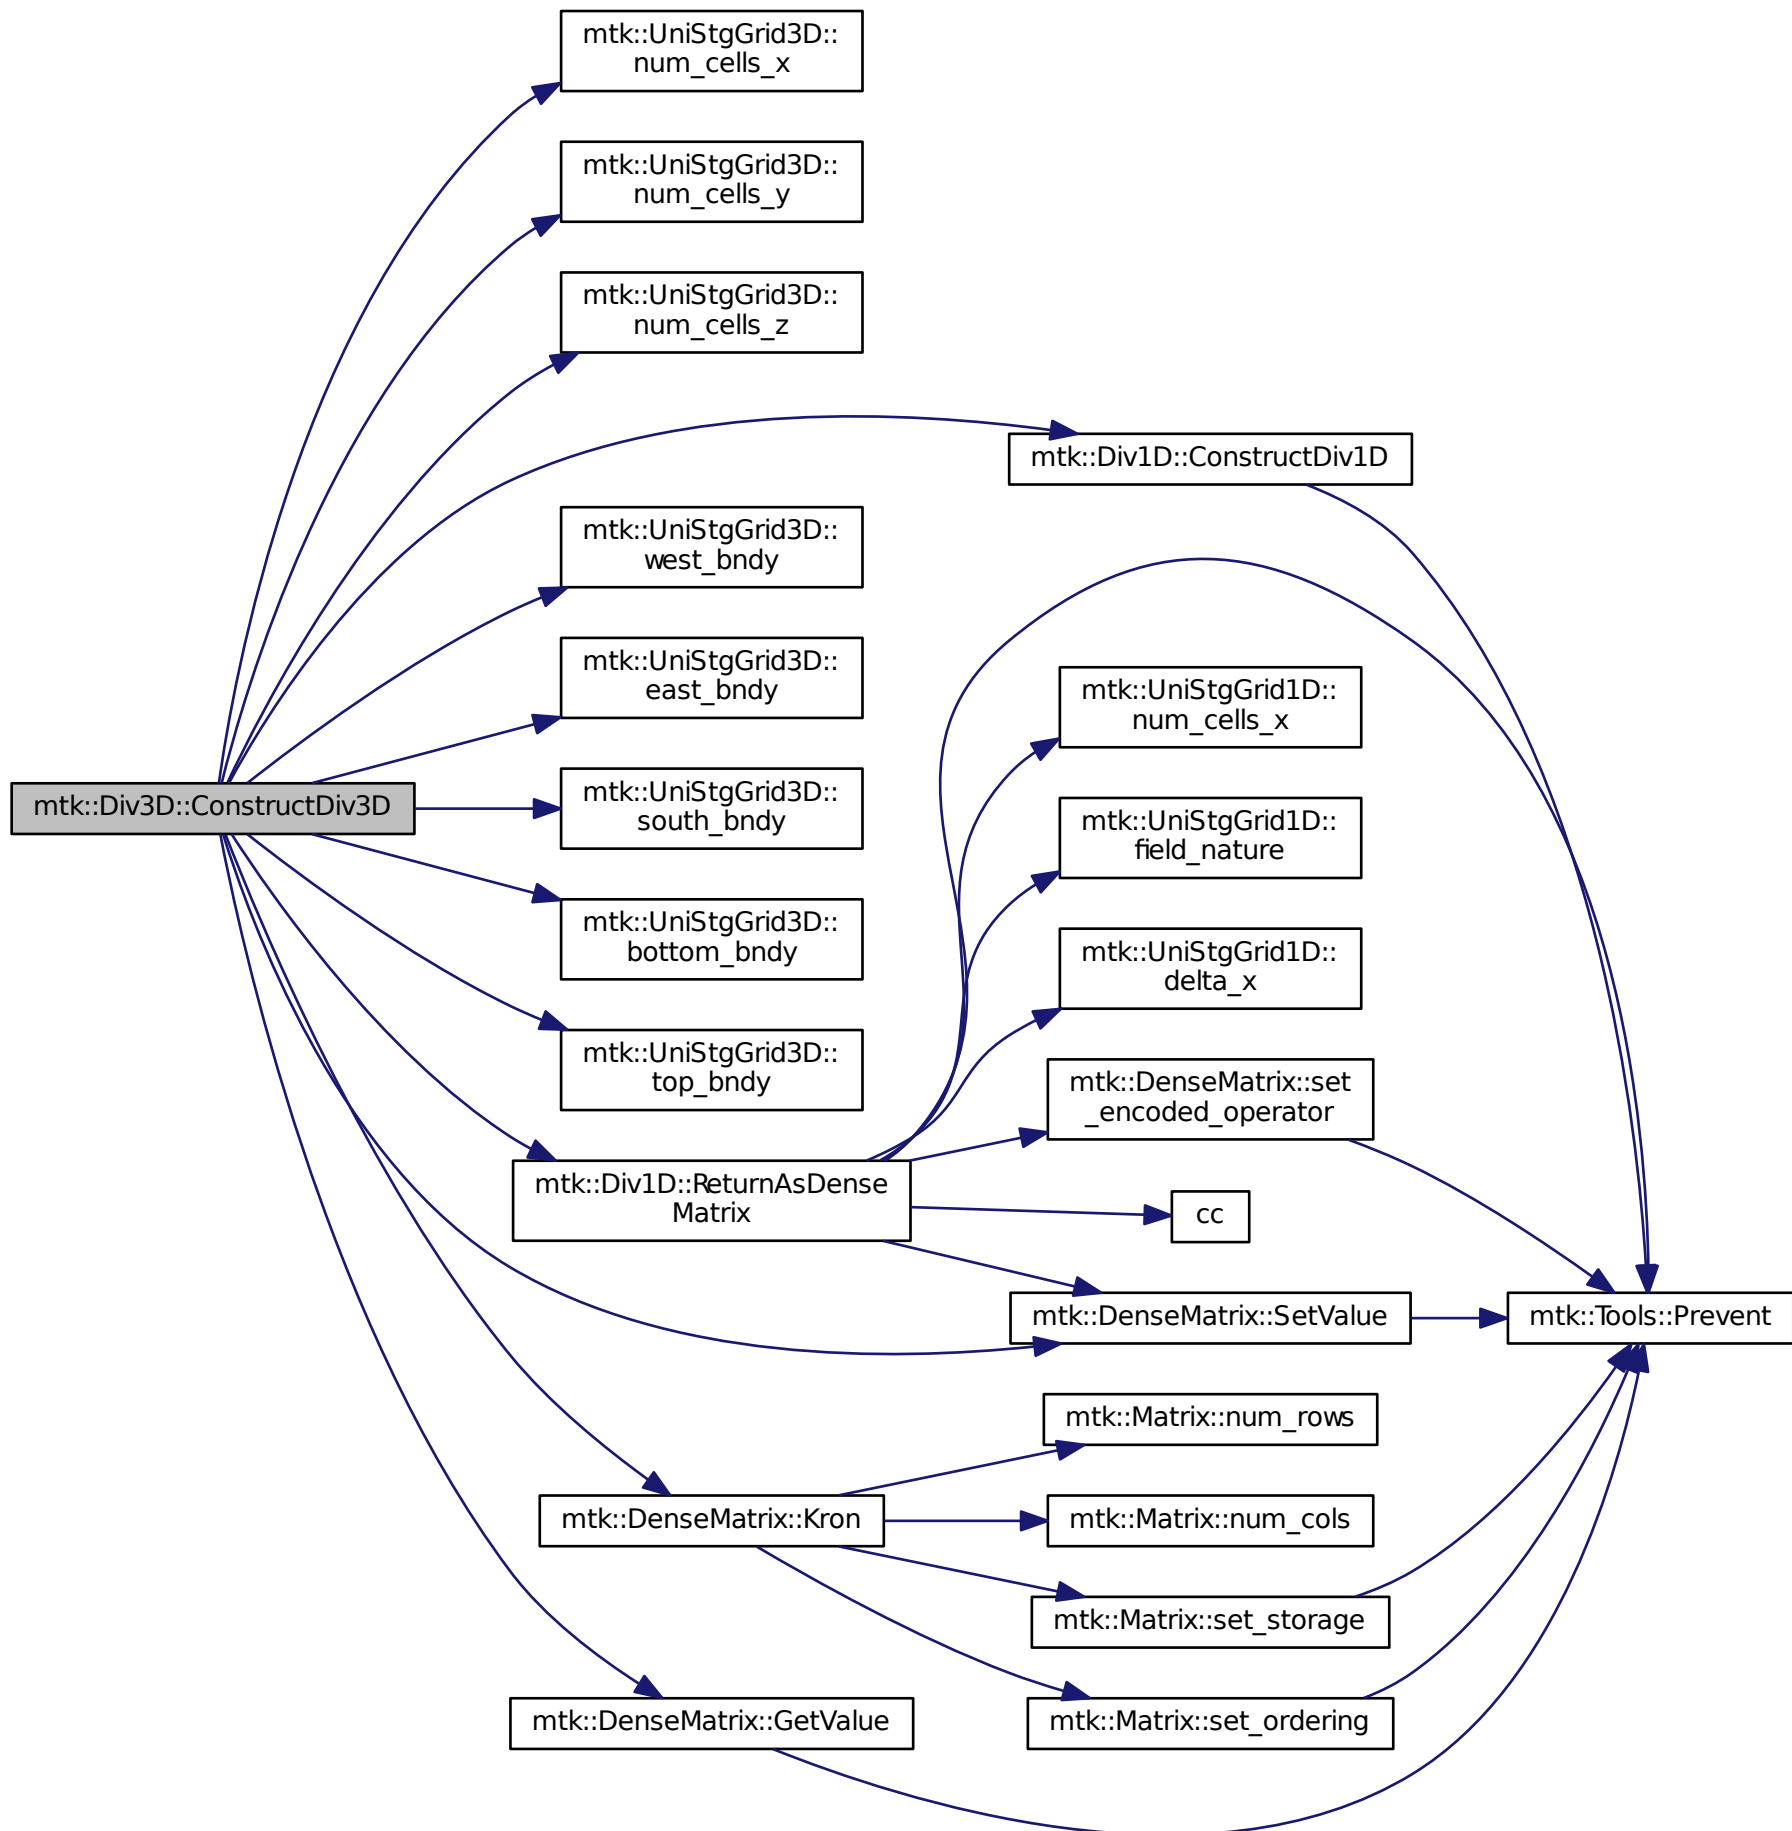 mtk::UniStgGrid3D::
num_cells_x
mtk::UniStgGrid3D::
num_cells_y
mtk::UniStgGrid3D::
num_cells_z
mtk::Div1D::ConstructDiv1D
mtk::UniStgGrid3D::
west_bndy
mtk::UniStgGrid3D::
east_bndy
mtk::UniStgGrid1D::
num_cells_x
mtk::Div3D::ConstructDiv3D
mtk::UniStgGrid3D::
south_bndy
mtk::UniStgGrid1D::
field_nature
mtk::UniStgGrid3D::
bottom_bndy
mtk::UniStgGrid1D::
delta_x
mtk::UniStgGrid3D::
top_bndy
mtk::DenseMatrix::set
_encoded_operator
mtk::Div1D::ReturnAsDense
Matrix
cc
mtk::DenseMatrix::SetValue
mtk::Tools::Prevent
mtk::Matrix::num_rows
mtk::DenseMatrix::Kron
mtk::Matrix::num_cols
mtk::Matrix::set_storage
mtk::DenseMatrix::GetValue
mtk::Matrix::set_ordering